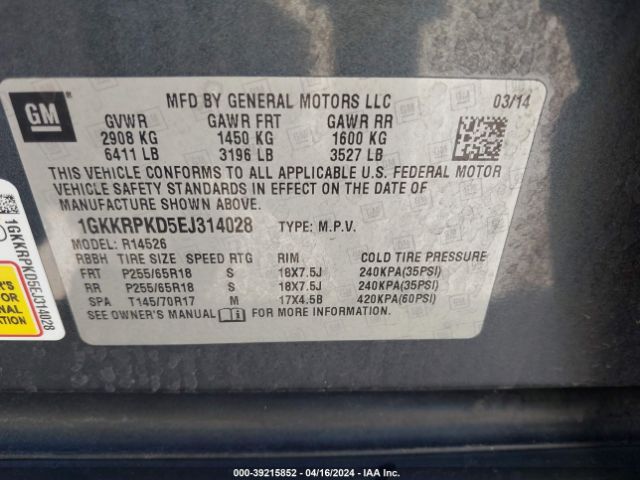 GM
MFD BY GENERAL MOTORS LLC 03/14
GVWR GAWR FRT GAWR RR
2908 KG 1450 KG 1600 KG
6411 LB 3196 LB 3527 LB
THIS VEHICLE CONFORMS TO ALL APPLICABLE U.S. FEDERAL MOTOR
VEHICLE SAFETY STANDARDS IN EFFECT ON THE DATE OF
MANUFACTURE SHOWN ABOVE.
1GKKRPKD5EJ314028 TYPE: M.P.V.
MODEL: R14526
RBBH TIRE SIZE SPEED RTG RIM COLD TIRE PRESSURE
FRT P255/65R18 S 18X7.5J 240KPA(35PSI)
RR P255/65R18 S 18X7.5J 240KPA(35PSI)
SPA T145/70R17 M 17X4.5B 420KPA(60PSI)
SEE OWNER'S MANUAL FOR MORE INFORMATION.
1GKKRPKD5EJ314028
39215852 - 04/16/2024 - IAA Inc.